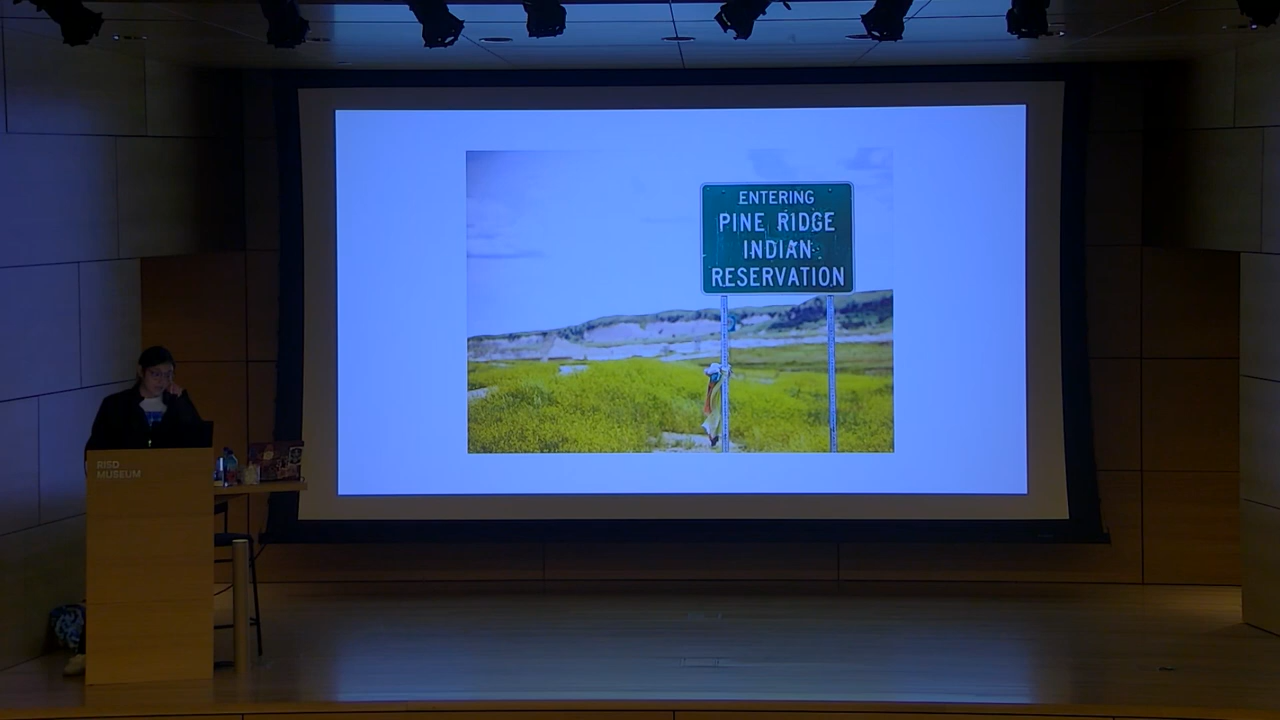 ENTERING
PINE RIDGE
INDIAN
RESERVATION
RISD
MUSEUM